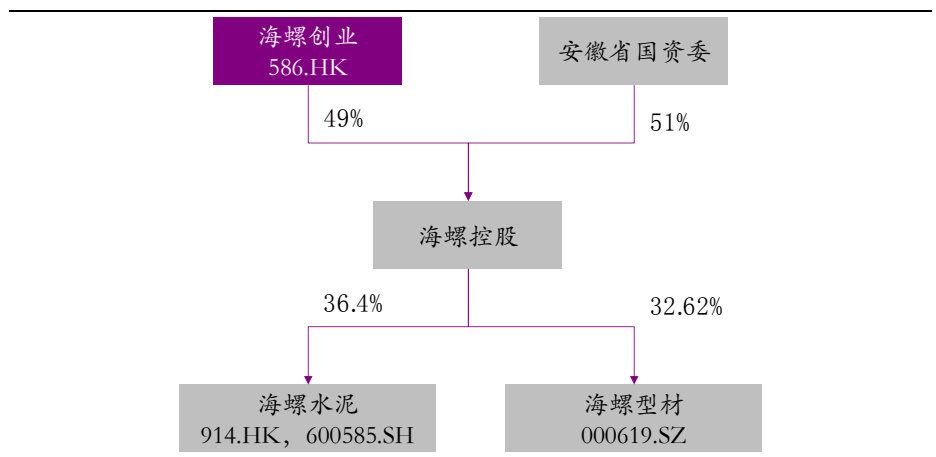 海螺创业
586.HK
安徽省国资委
49%
51%
海螺控股
36.4%
32.62%
海螺水泥
914.HK，600585.SH
海螺型材
000619.SZ